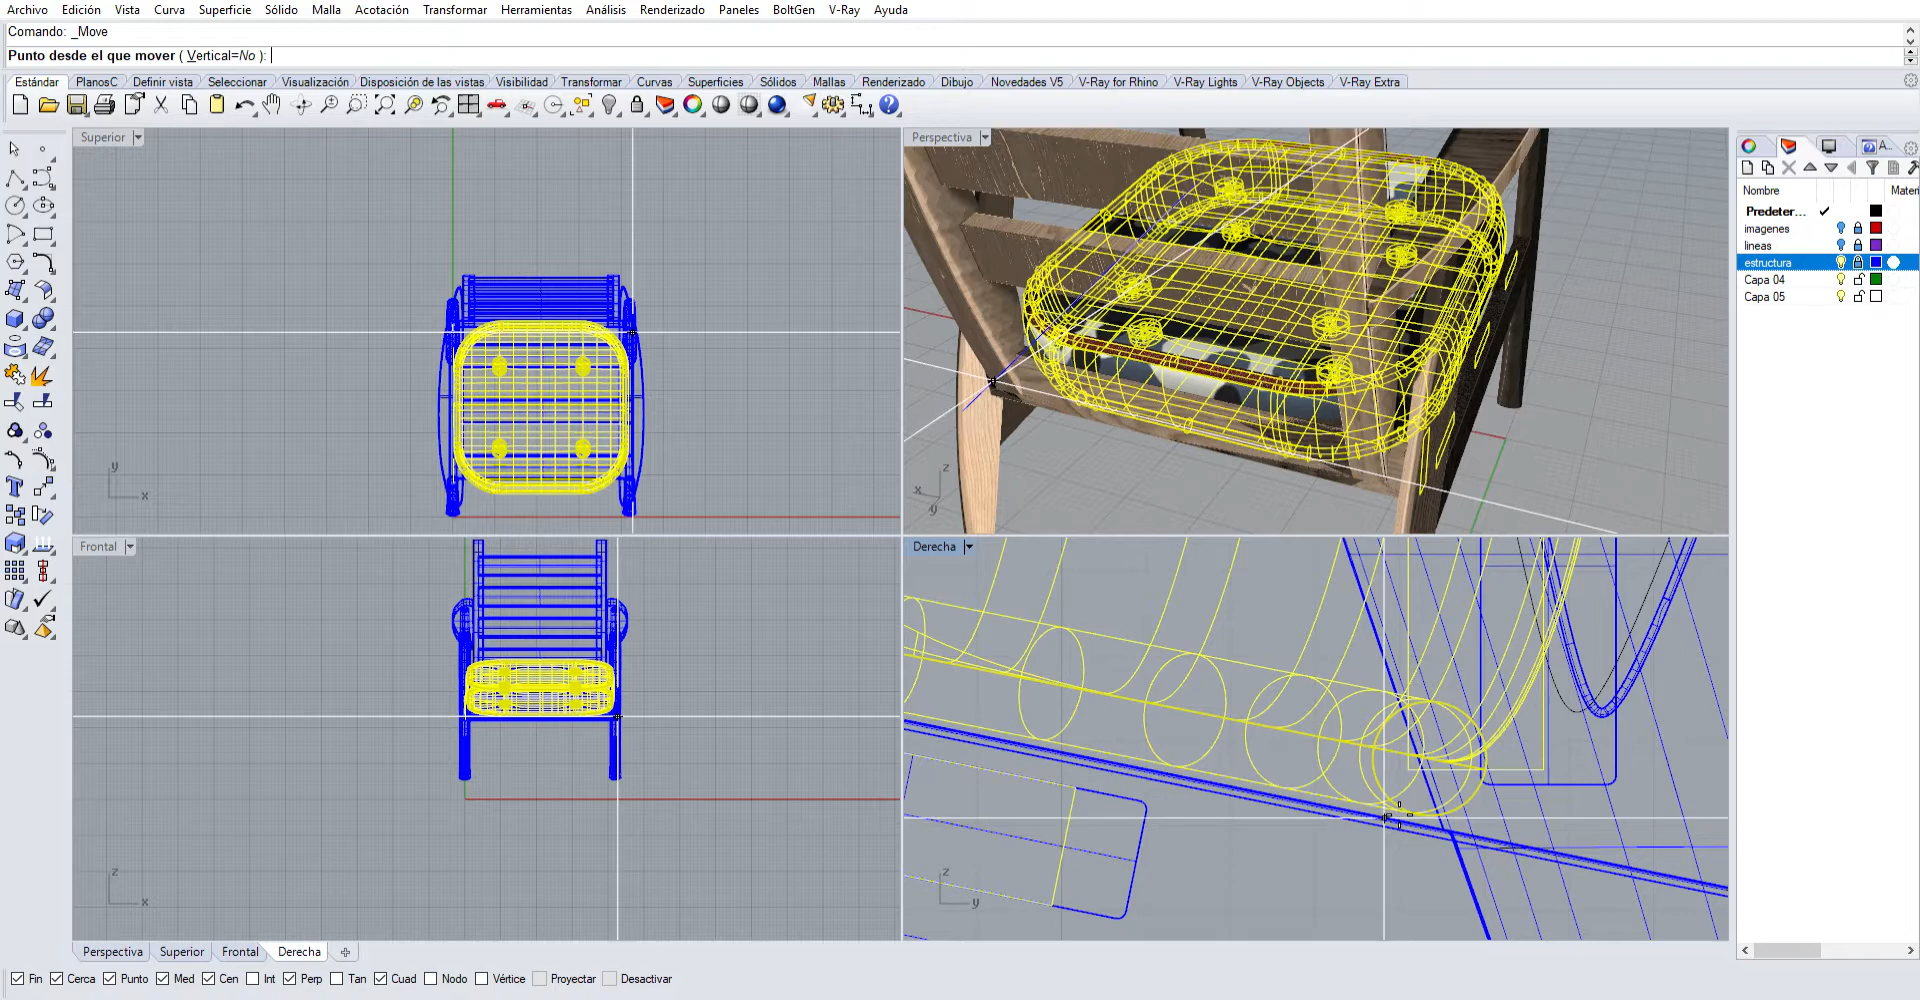 Archivo Edición Vista Curva Superficie Sólido Malla Acotación Transformar Herramientas Análisis Renderizado Paneles BoltGen V-Ray Ayuda
Comando: _Move
Punto desde el que mover ( Vertical=No ):
Estándar PlanosC Definir vista Seleccionar Visualización Disposición de las vistas Visibilidad Transformar Curvas Superficies Sólidos Mallas Renderizado Dibujo Novedades V5 V-Ray for Rhino V-Ray Lights V-Ray Objects V-Ray Extra
Superior
Perspectiva
A...
Nombre Materi
Predeter...
imagenes
lineas
estructura
Capa 04
Capa 05
y
x
z
x
y
Frontal
Derecha
z
x
z
y
Perspectiva Superior Frontal Derecha
Fin Cerca Punto Med Cen Int Perp Tan Cuad Nodo Vértice Proyectar Desactivar